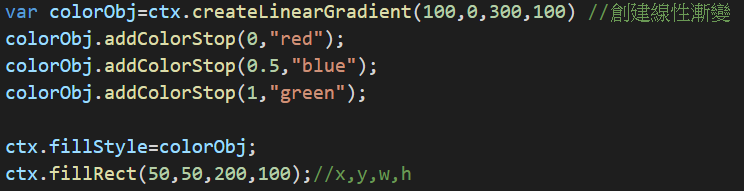 var colorObj=ctx.createLinearGradient(100,0,300,100) //創建線性漸變
colorObj.addColorStop(0,"red");
colorObj.addColorStop(0.5,"blue");
colorObj.addColorStop(1,"green");
ctx.fillStyle=colorObj;
ctx.fillRect(50,50,200,100);//x,y,w,h